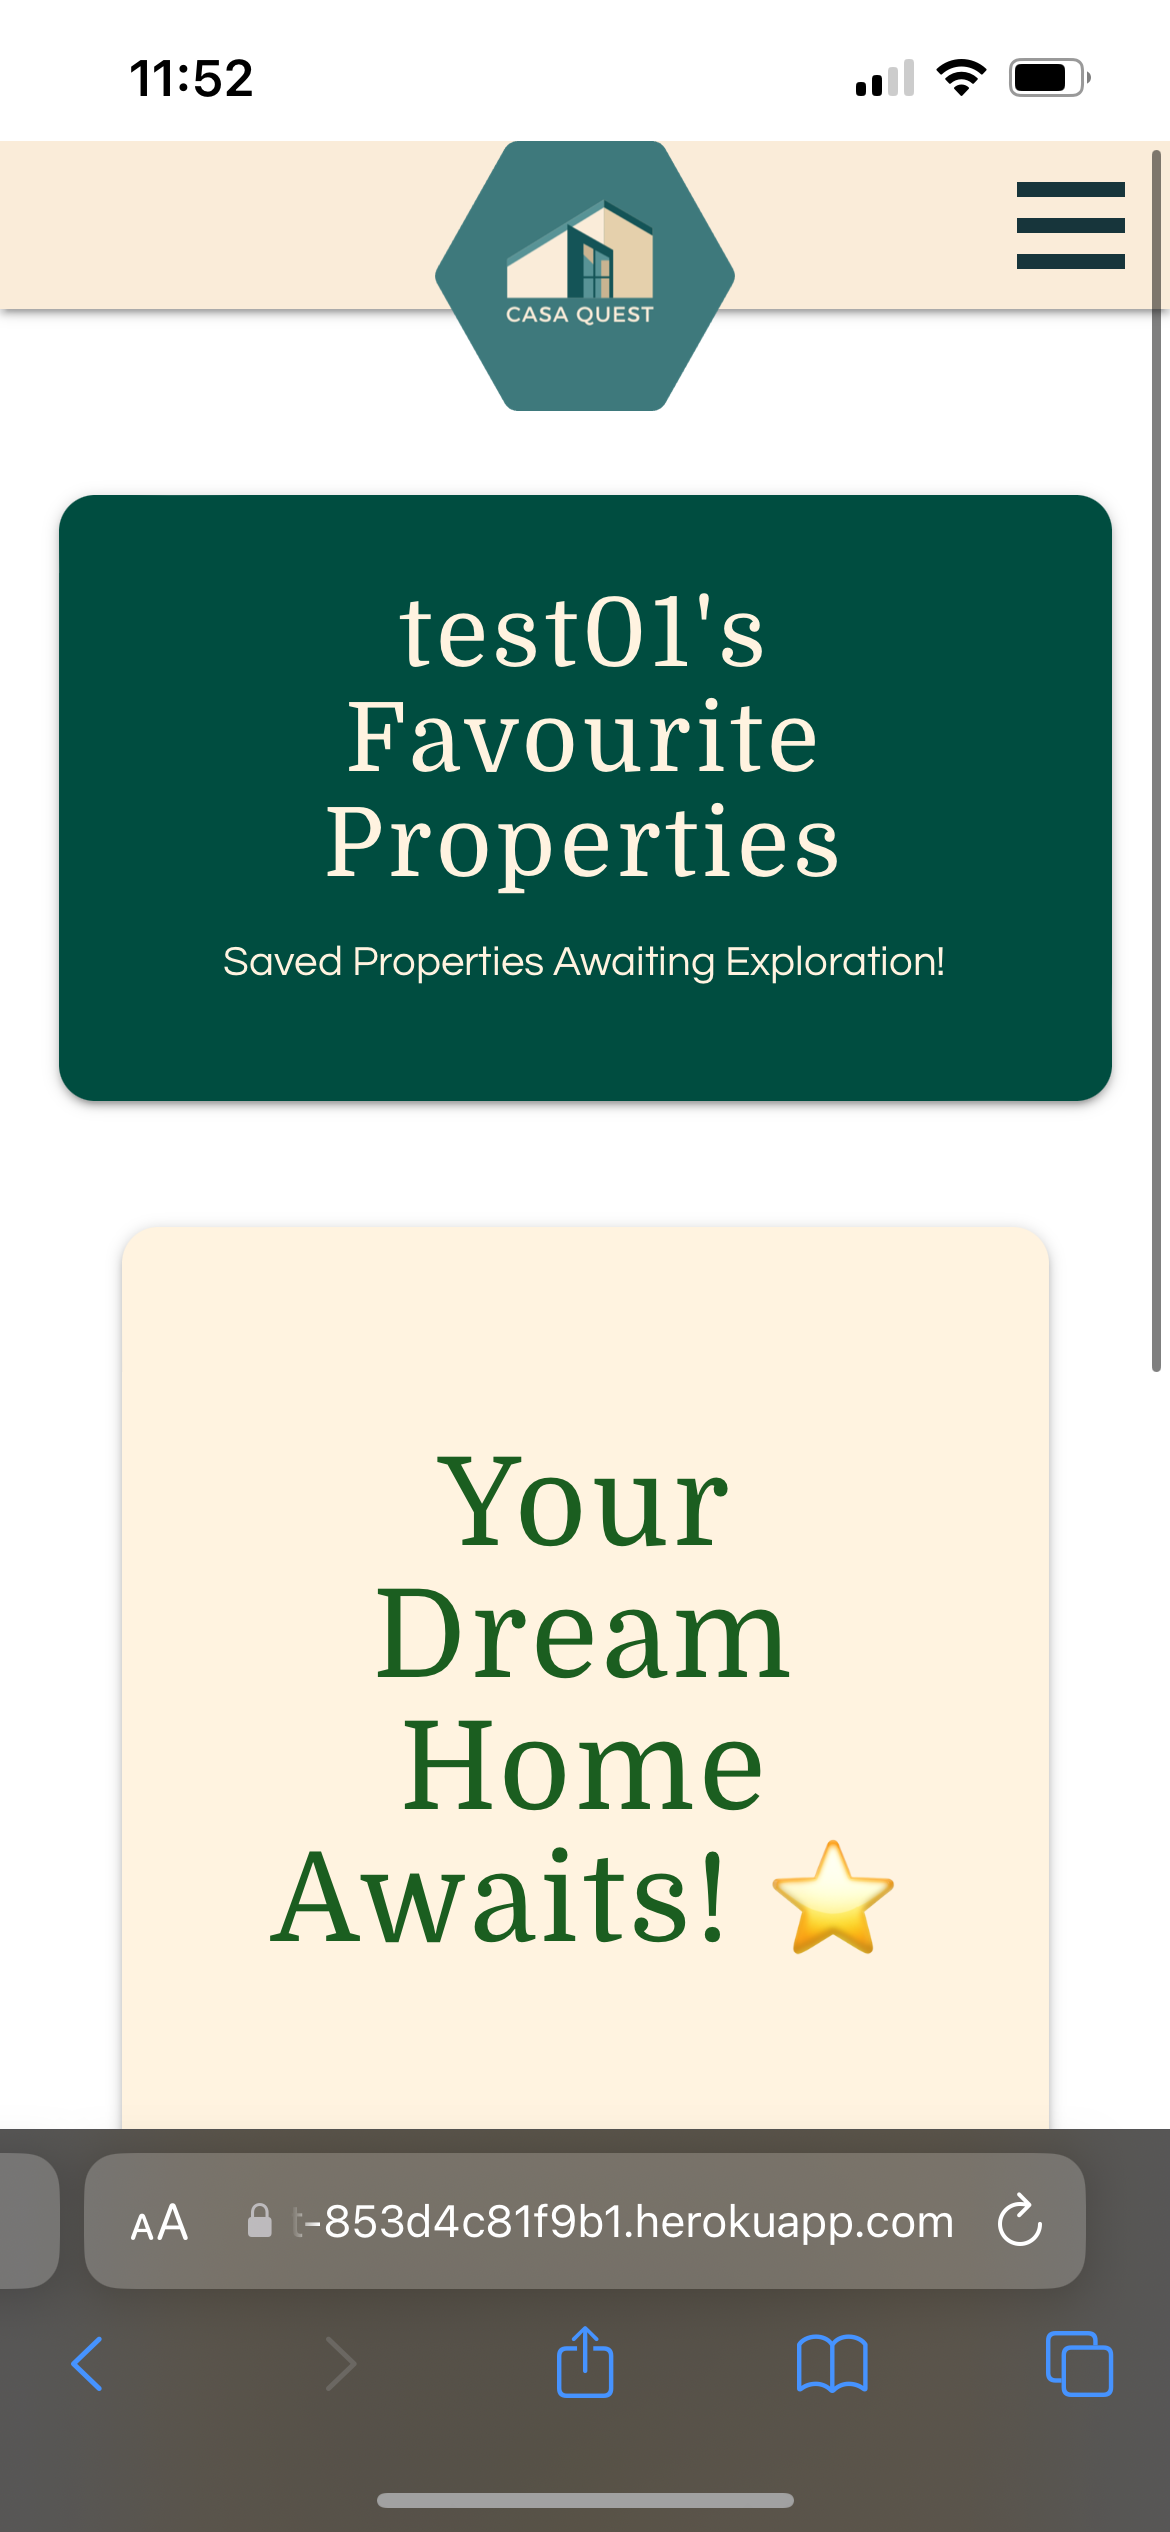 11:52
CASA QUEST
test01's
Favourite
Properties
Saved Properties Awaiting Exploration!
Your
Dream
Home
Awaits! ⭐
AA t-853d4c81f9b1.herokuapp.com